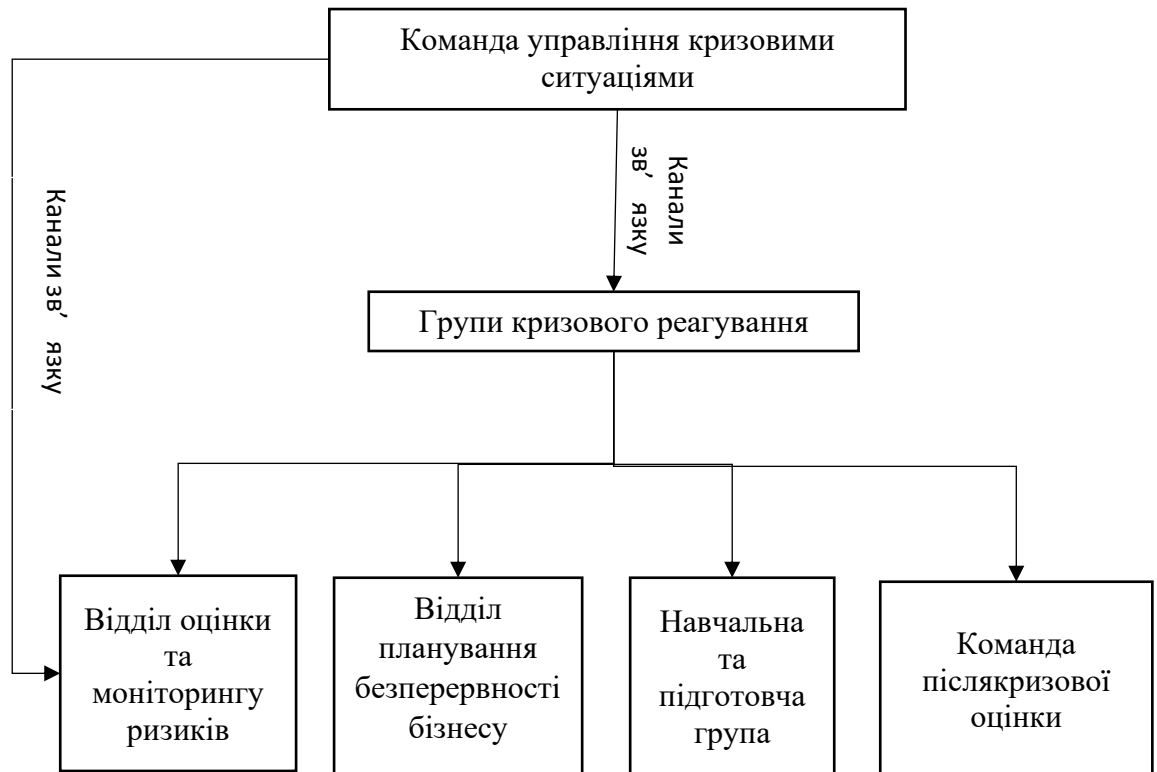 Команда управління кризовими
ситуаціями
Канали
зв’ язку
Канали зв’ язку
Групи кризового реагування
Відділ оцінки
та
моніторингу
ризиків
Відділ
планування
безперервності
бізнесу
Навчальна
та
підготовча
група
Команда
післякризової
оцінки